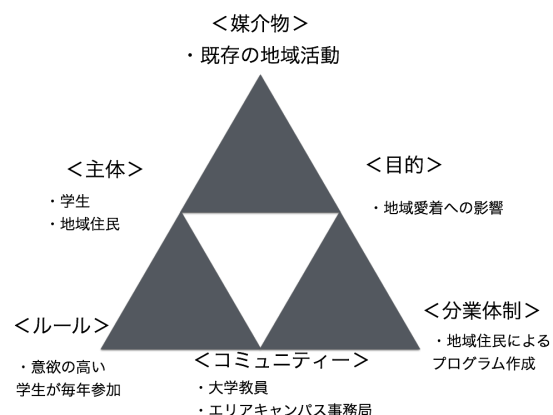 ＜媒介物＞
・既存の地域活動
＜主体＞
・学生
・地域住民
＜目的＞
・地域愛着への影響
＜ルール＞
・意欲の高い
学生が毎年参加
＜コミュニティー＞
・大学教員
・エリアキャンパス事務局
＜分業体制＞
・地域住民による
プログラム作成